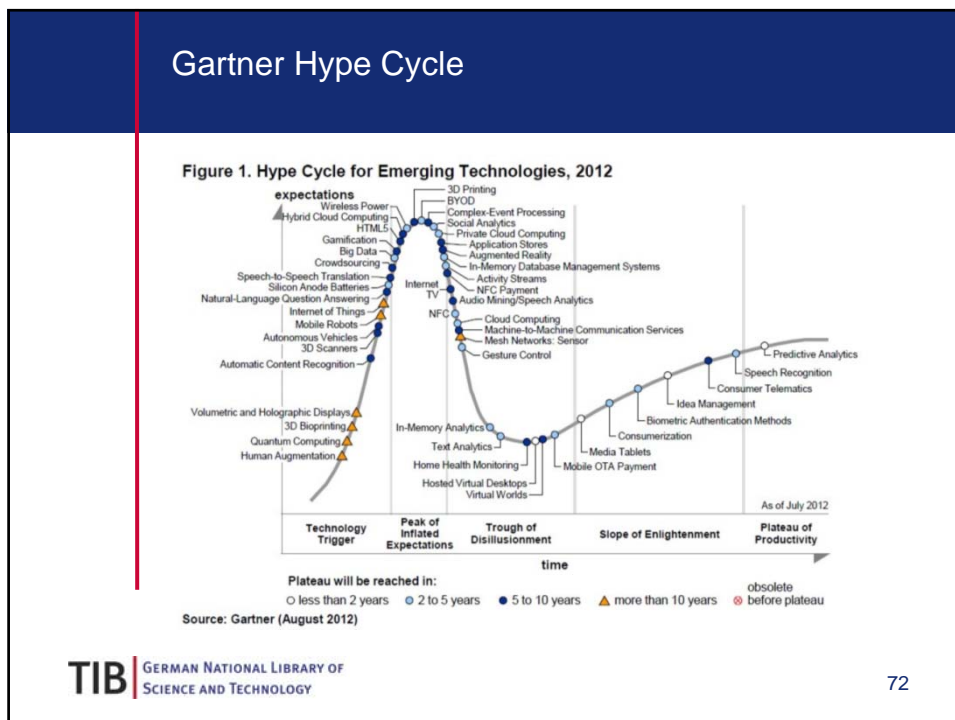 Gartner Hype Cycle
Figure 1. Hype Cycle for Emerging Technologies, 2012
expectations
3D Printing
BYOD
Wireless Power
Complex-Event Processing
Hybrid Cloud Computing
Social Analytics
HTML5
Private Cloud Computing
Gamification
Application Stores
Big Data
Augmented Reality
Crowdsourcing
In-Memory Database Management Systems
Speech-to-Speech Translation
Activity Streams
Silicon Anode Batteries
Internet
TV
NFC Payment
Natural-Language Question Answering
Audio Mining/Speech Analytics
Internet of Things
NFC
Cloud Computing
Mobile Robots
Machine-to-Machine Communication Services
Autonomous Vehicles
Mesh Networks: Sensor
3D Scanners
Gesture Control
Automatic Content Recognition
Predictive Analytics
Speech Recognition
Consumer Telematics
Idea Management
Volumetric and Holographic Displays
Biometric Authentication Methods
3D Bioprinting
In-Memory Analytics
Consumerization
Quantum Computing
Text Analytics
Media Tablets
Human Augmentation
Home Health Monitoring
Mobile OTA Payment
Hosted Virtual Desktops
Virtual Worlds
As of July 2012
Technology
Trigger
Peak of
Inflated
Expectations
Trough of
Disillusionment
Slope of Enlightenment
Plateau of
Productivity
time
Plateau will be reached in:
less than 2 years
2 to 5 years
5 to 10 years
more than 10 years
obsolete
before plateau
Source: Gartner (August 2012)
TIB
GERMAN NATIONAL LIBRARY OF
SCIENCE AND TECHNOLOGY
72